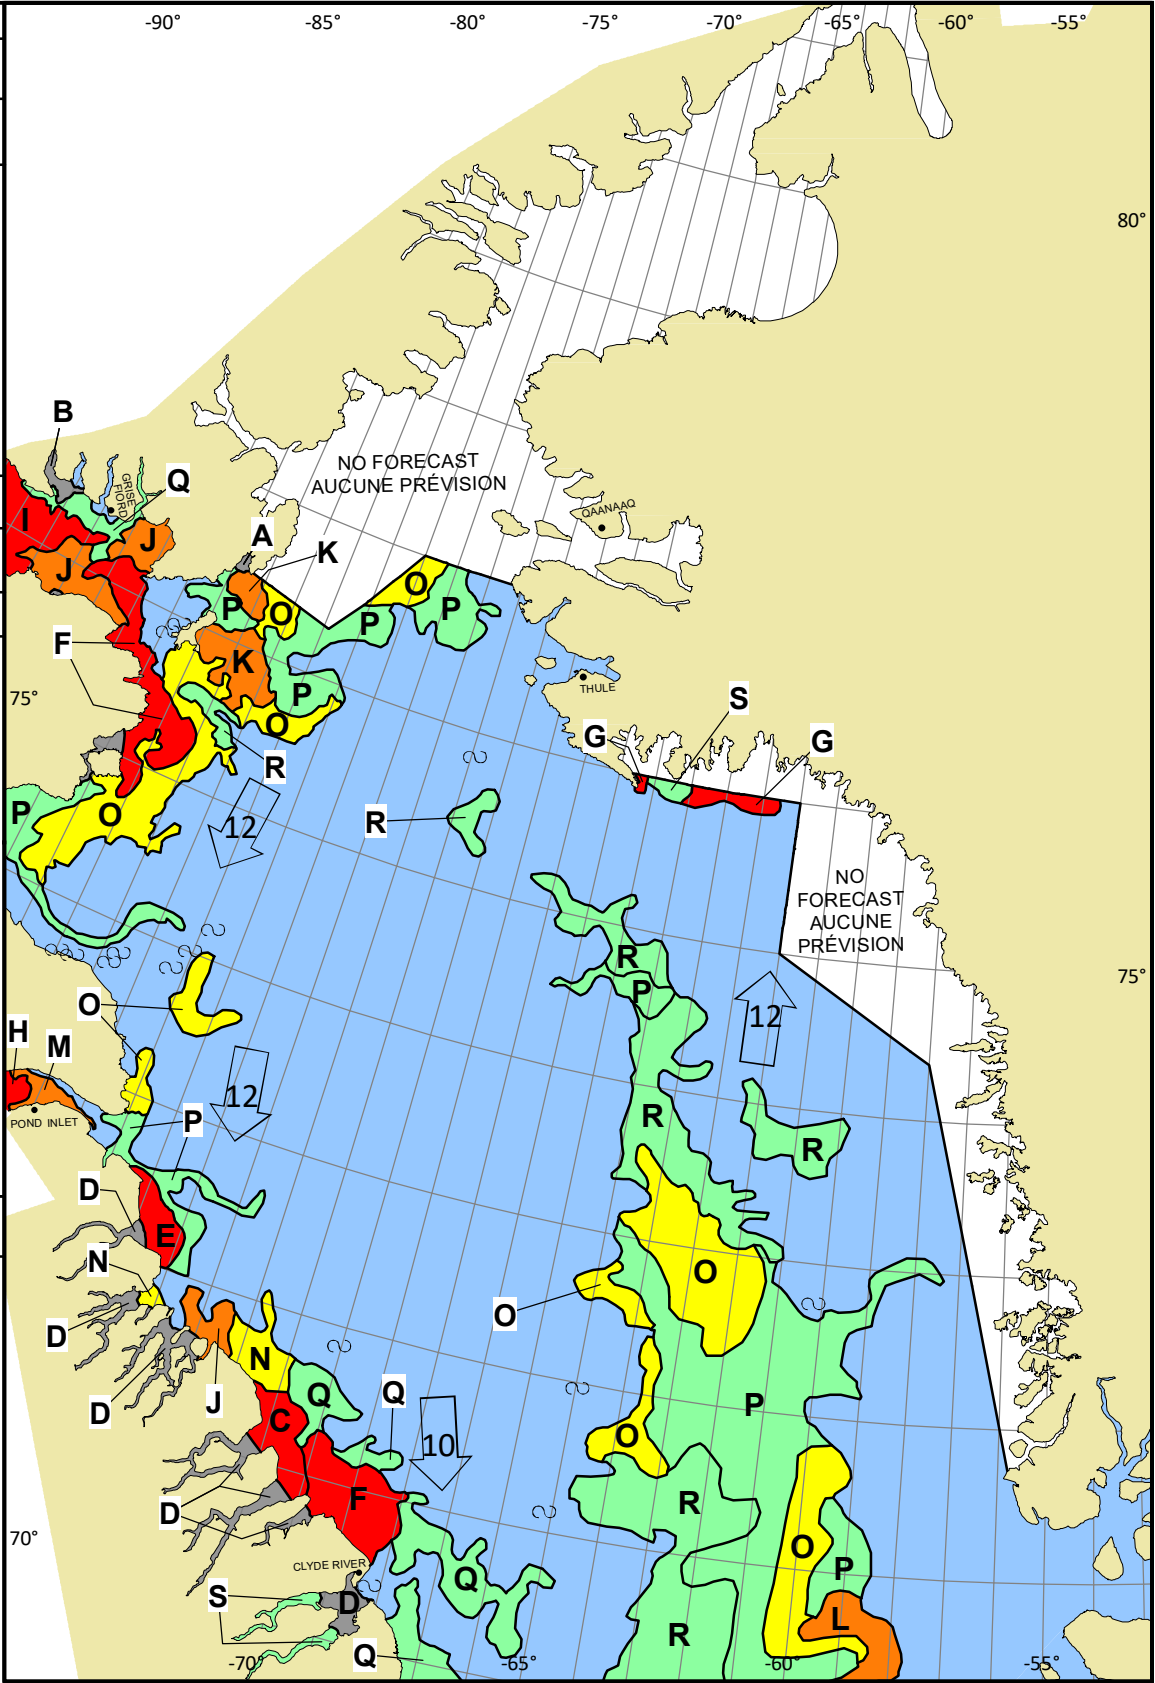 -90° -85° -80° -75° -70° -65° -60° -55°
80°
B
NO FORECAST
AUCUNE PRÉVISION
Q
GRISE
FIORD
QAANAAQ
I
J
A
K
J
O
P
O
P
P
F
K
75°
P
THULE
S
O
G
G
R
P
O
R
12
NO
FORECAST
AUCUNE
PRÉVISION
R
P
75°
O
12
H
M
12
POND INLET
P
R
R
D
E
N
O
O
D
N
J
Q
Q
P
D
C
O
10
F
R
D
70°
O
P
CLYDE RIVER
Q
S
D
L
R
Q
-70° -65° -60° -55°